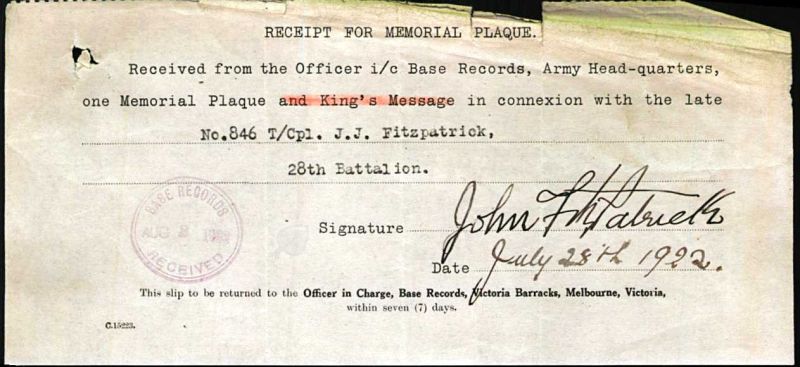 RECEIPT FOR MEMORIAL PLAQUE.
Received from the Officer i/c Base Records, Army Head-quarters,
one Memorial Plaque and King's Message in connexion with the late
No.846 T/Cpl. J.J. Fitzpatrick,
28th Battalion.
BASE RECORDS
AUG
RECEIVED
Signature John Fitzpatrick
Date July 28th 1922.
This slip to be returned to the Officer in Charge, Base Records, Victoria Barracks, Melbourne, Victoria,
within seven (7) days.
C.15223.